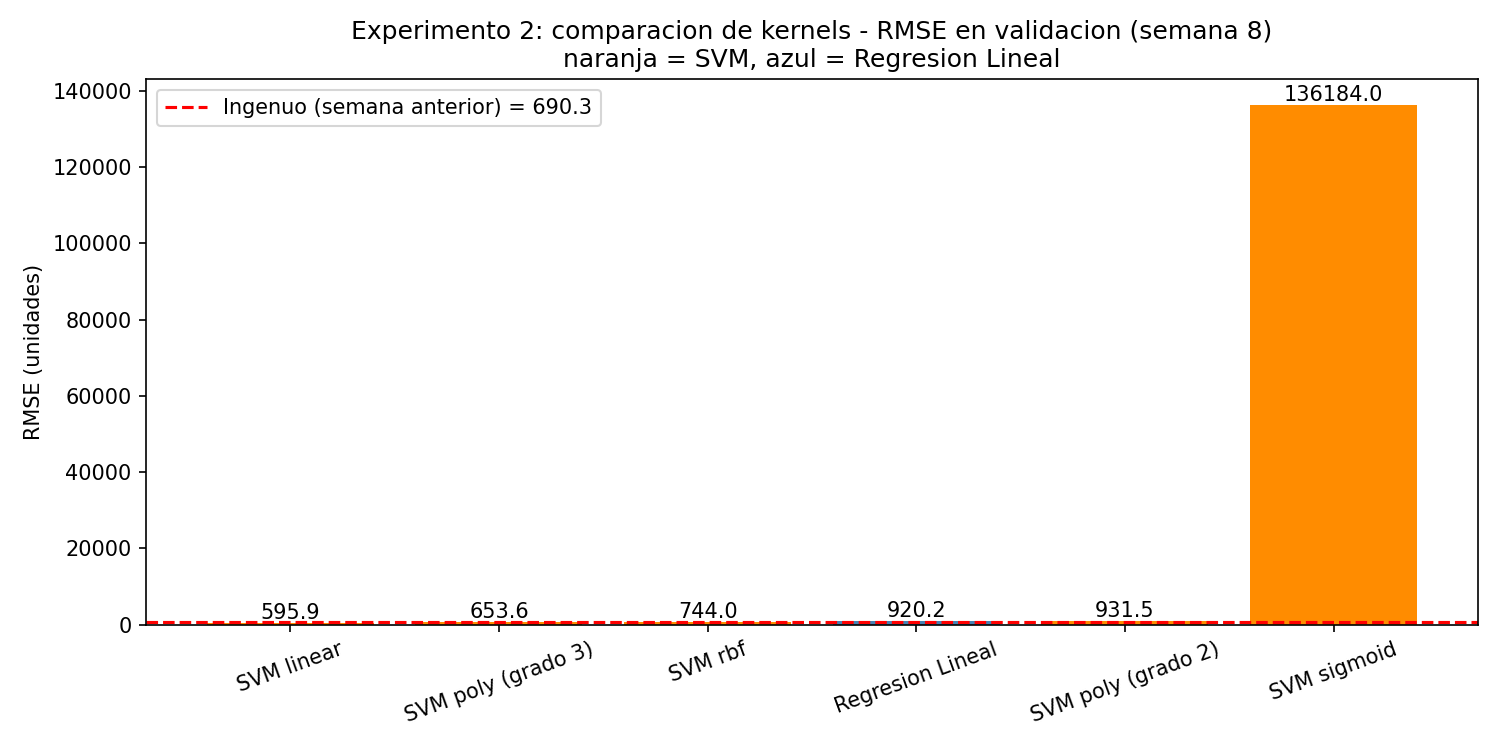 Experimento 2: comparacion de kernels - RMSE en validacion (semana 8)
naranja = SVM, azul = Regresion Lineal
Ingenuo (semana anterior) = 690.3
RMSE (unidades)
140000
120000
100000
80000
60000
40000
20000
0
595.9
653.6
744.0
920.2
931.5
136184.0
SVM linear
SVM poly (grado 3)
SVM rbf
Regresion Lineal
SVM poly (grado 2)
SVM sigmoid